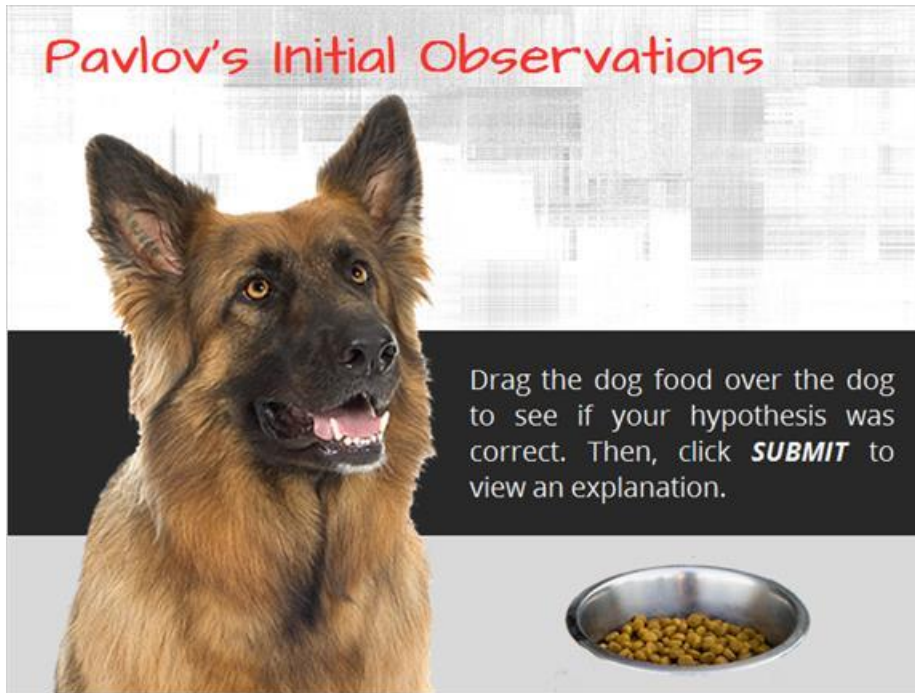 Pavlov's Initial Observations
Drag the dog food over the dog
to see if your hypothesis was
correct. Then, click SUBMIT to
view an explanation.